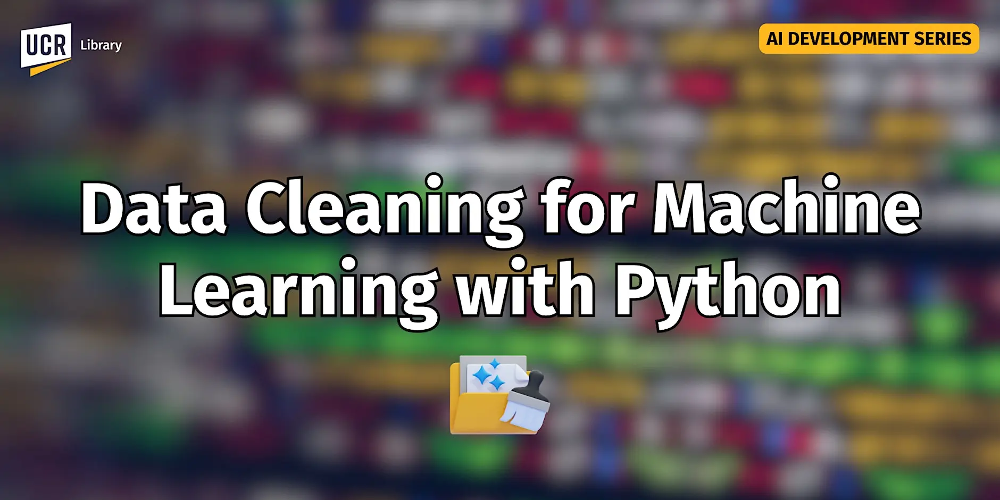 UCR Library
AI DEVELOPMENT SERIES
Data Cleaning for Machine
Learning with Python